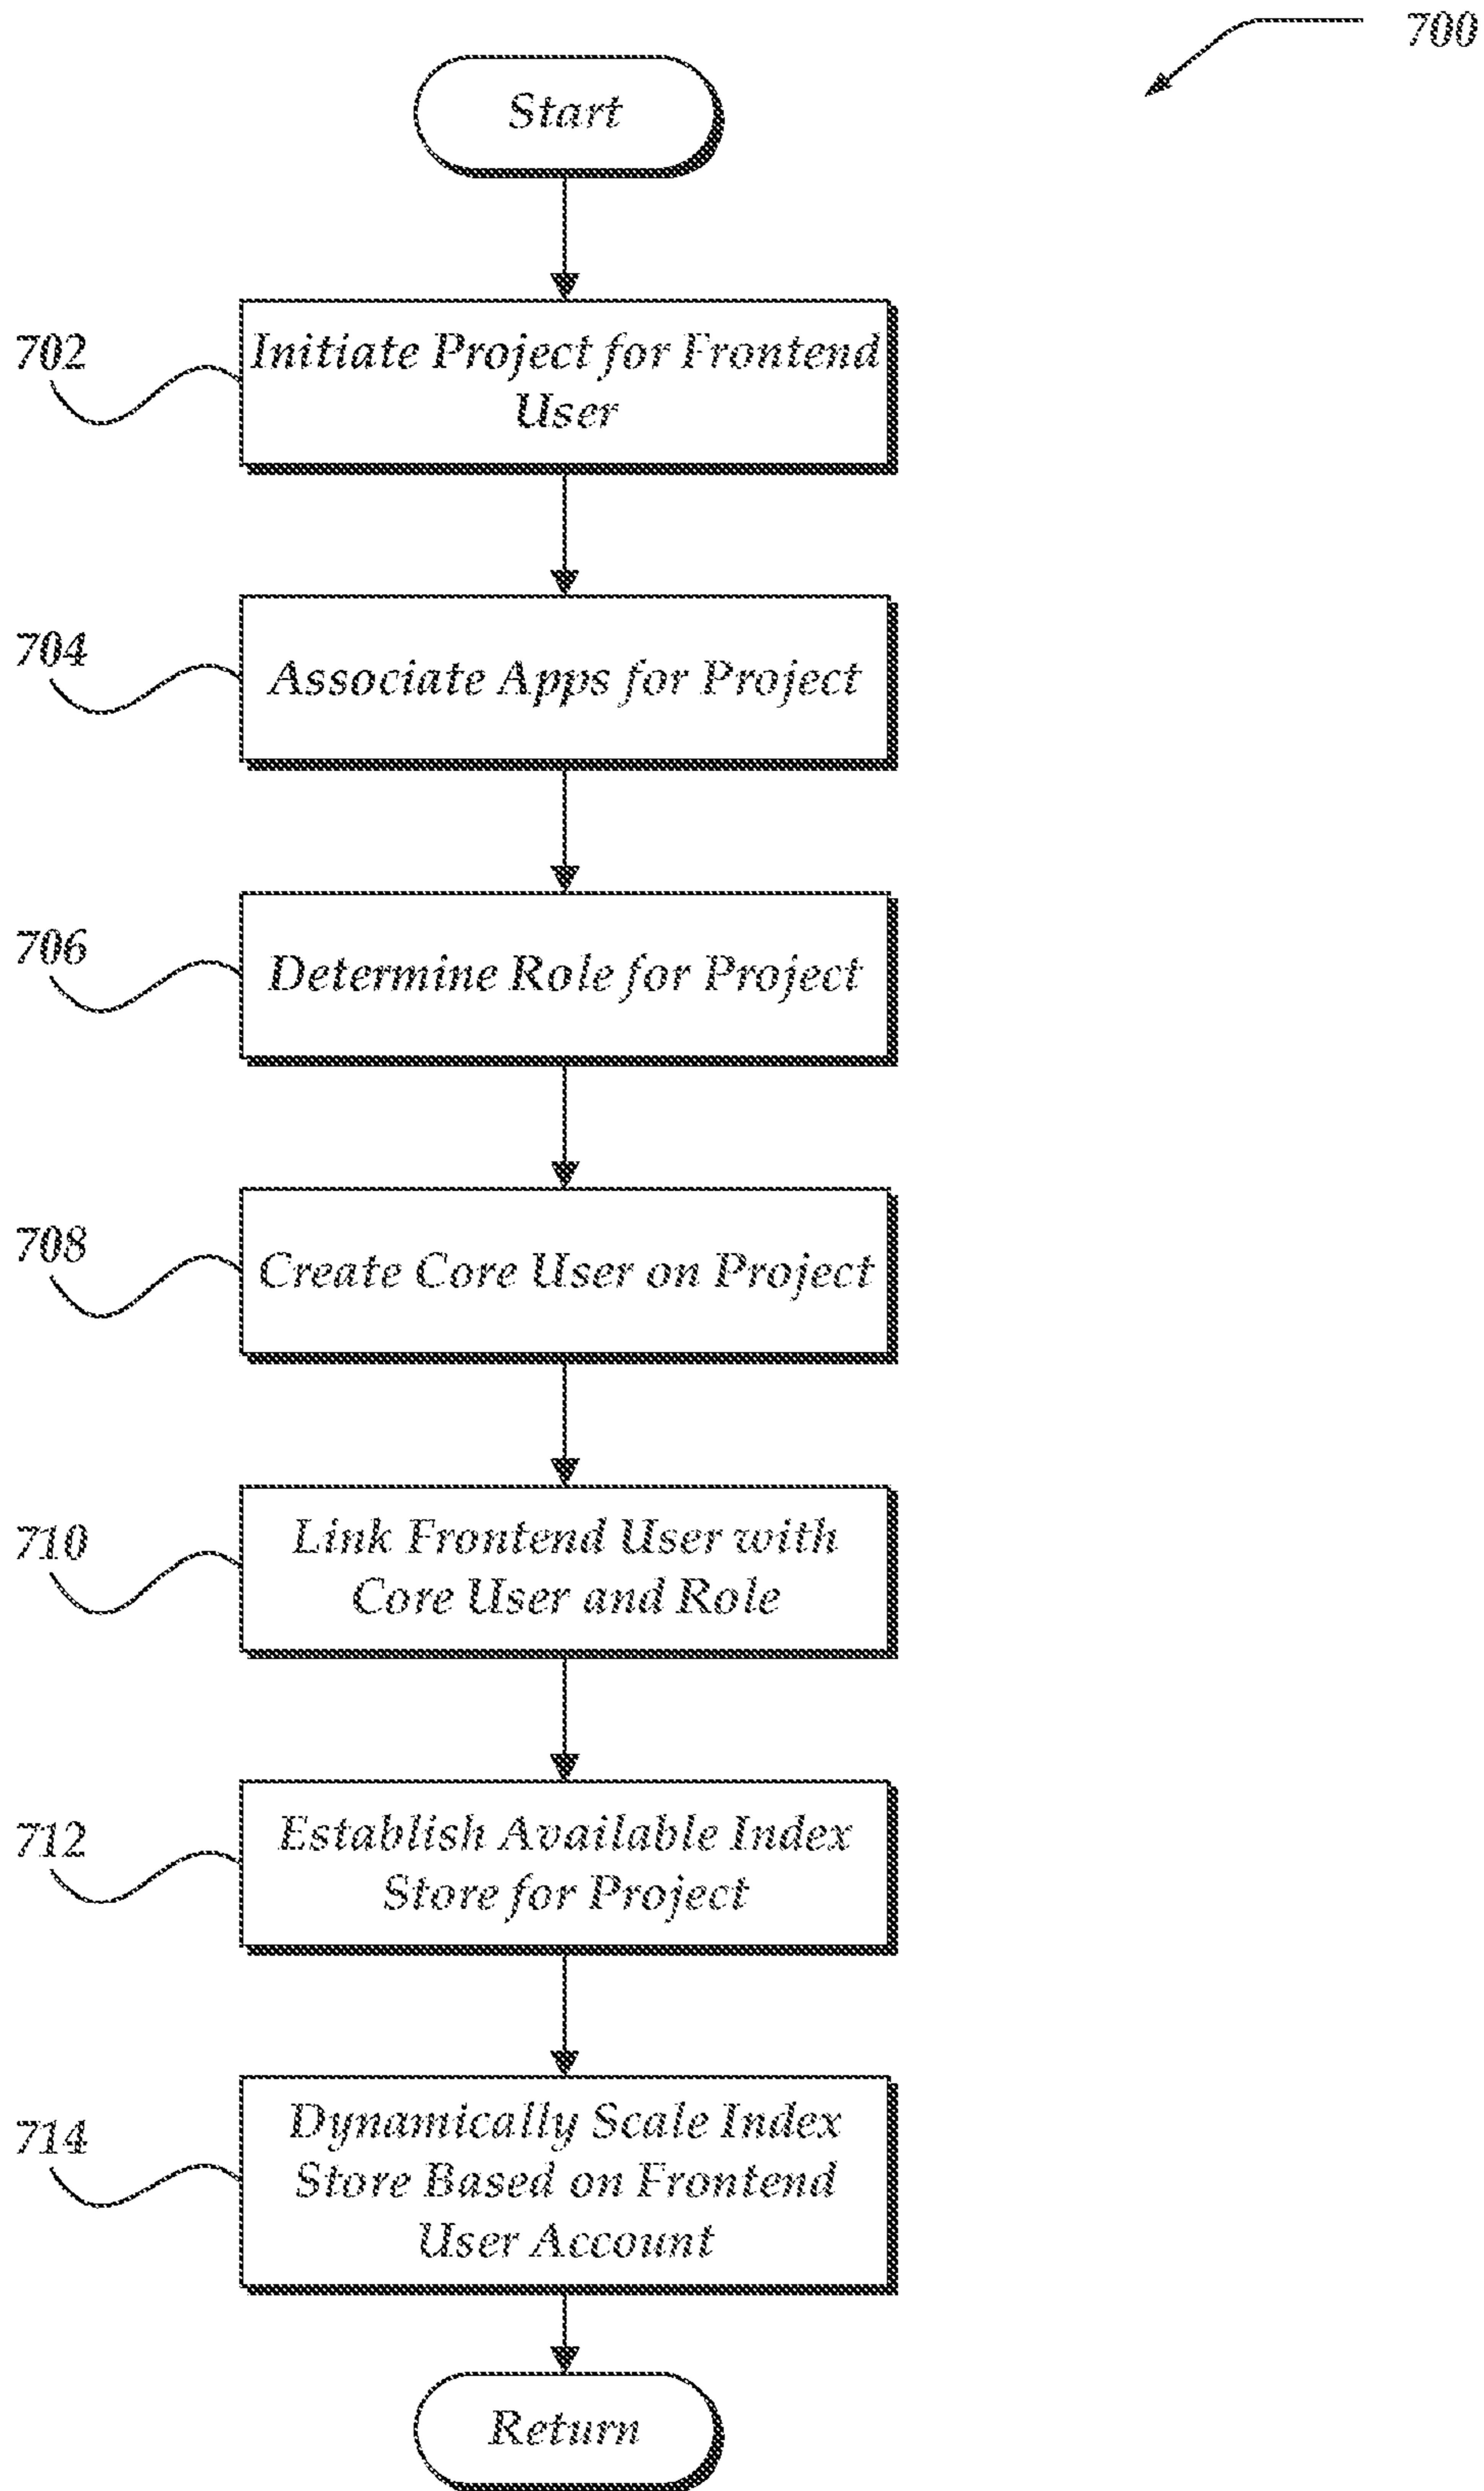 700
Start
702
Initiate Project for Frontend
User
704
Associate Apps for Project
706
Determine Role for Project
708
Create Core User on Project
710
Link Frontend User with
Core User and Role
712
Establish Available Index
Store for Project
714
Dynamically Scale Index
Store Based on Frontend
User Account
Return